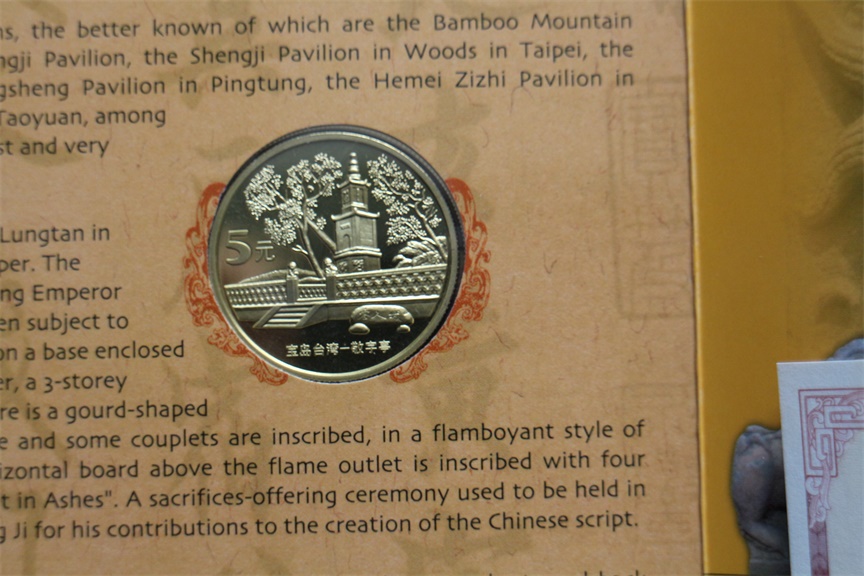 ns, the better known of which are the Bamboo Mountain
ngji Pavilion, the Shengji Pavilion in Woods in Taipei, the
gsheng Pavilion in Pingtung, the Hemei Zizhi Pavilion in
Taoyuan, among
st and very
Lungtan in
per. The
ng Emperor
en subject to
on a base enclosed
er, a 3-storey
re is a gourd-shaped
e and some couplets are inscribed, in a flamboyant style of
izontal board above the flame outlet is inscribed with four
t in Ashes". A sacrifices-offering ceremony used to be held in
g Ji for his contributions to the creation of the Chinese script.
5元
宝岛台湾—敬字亭